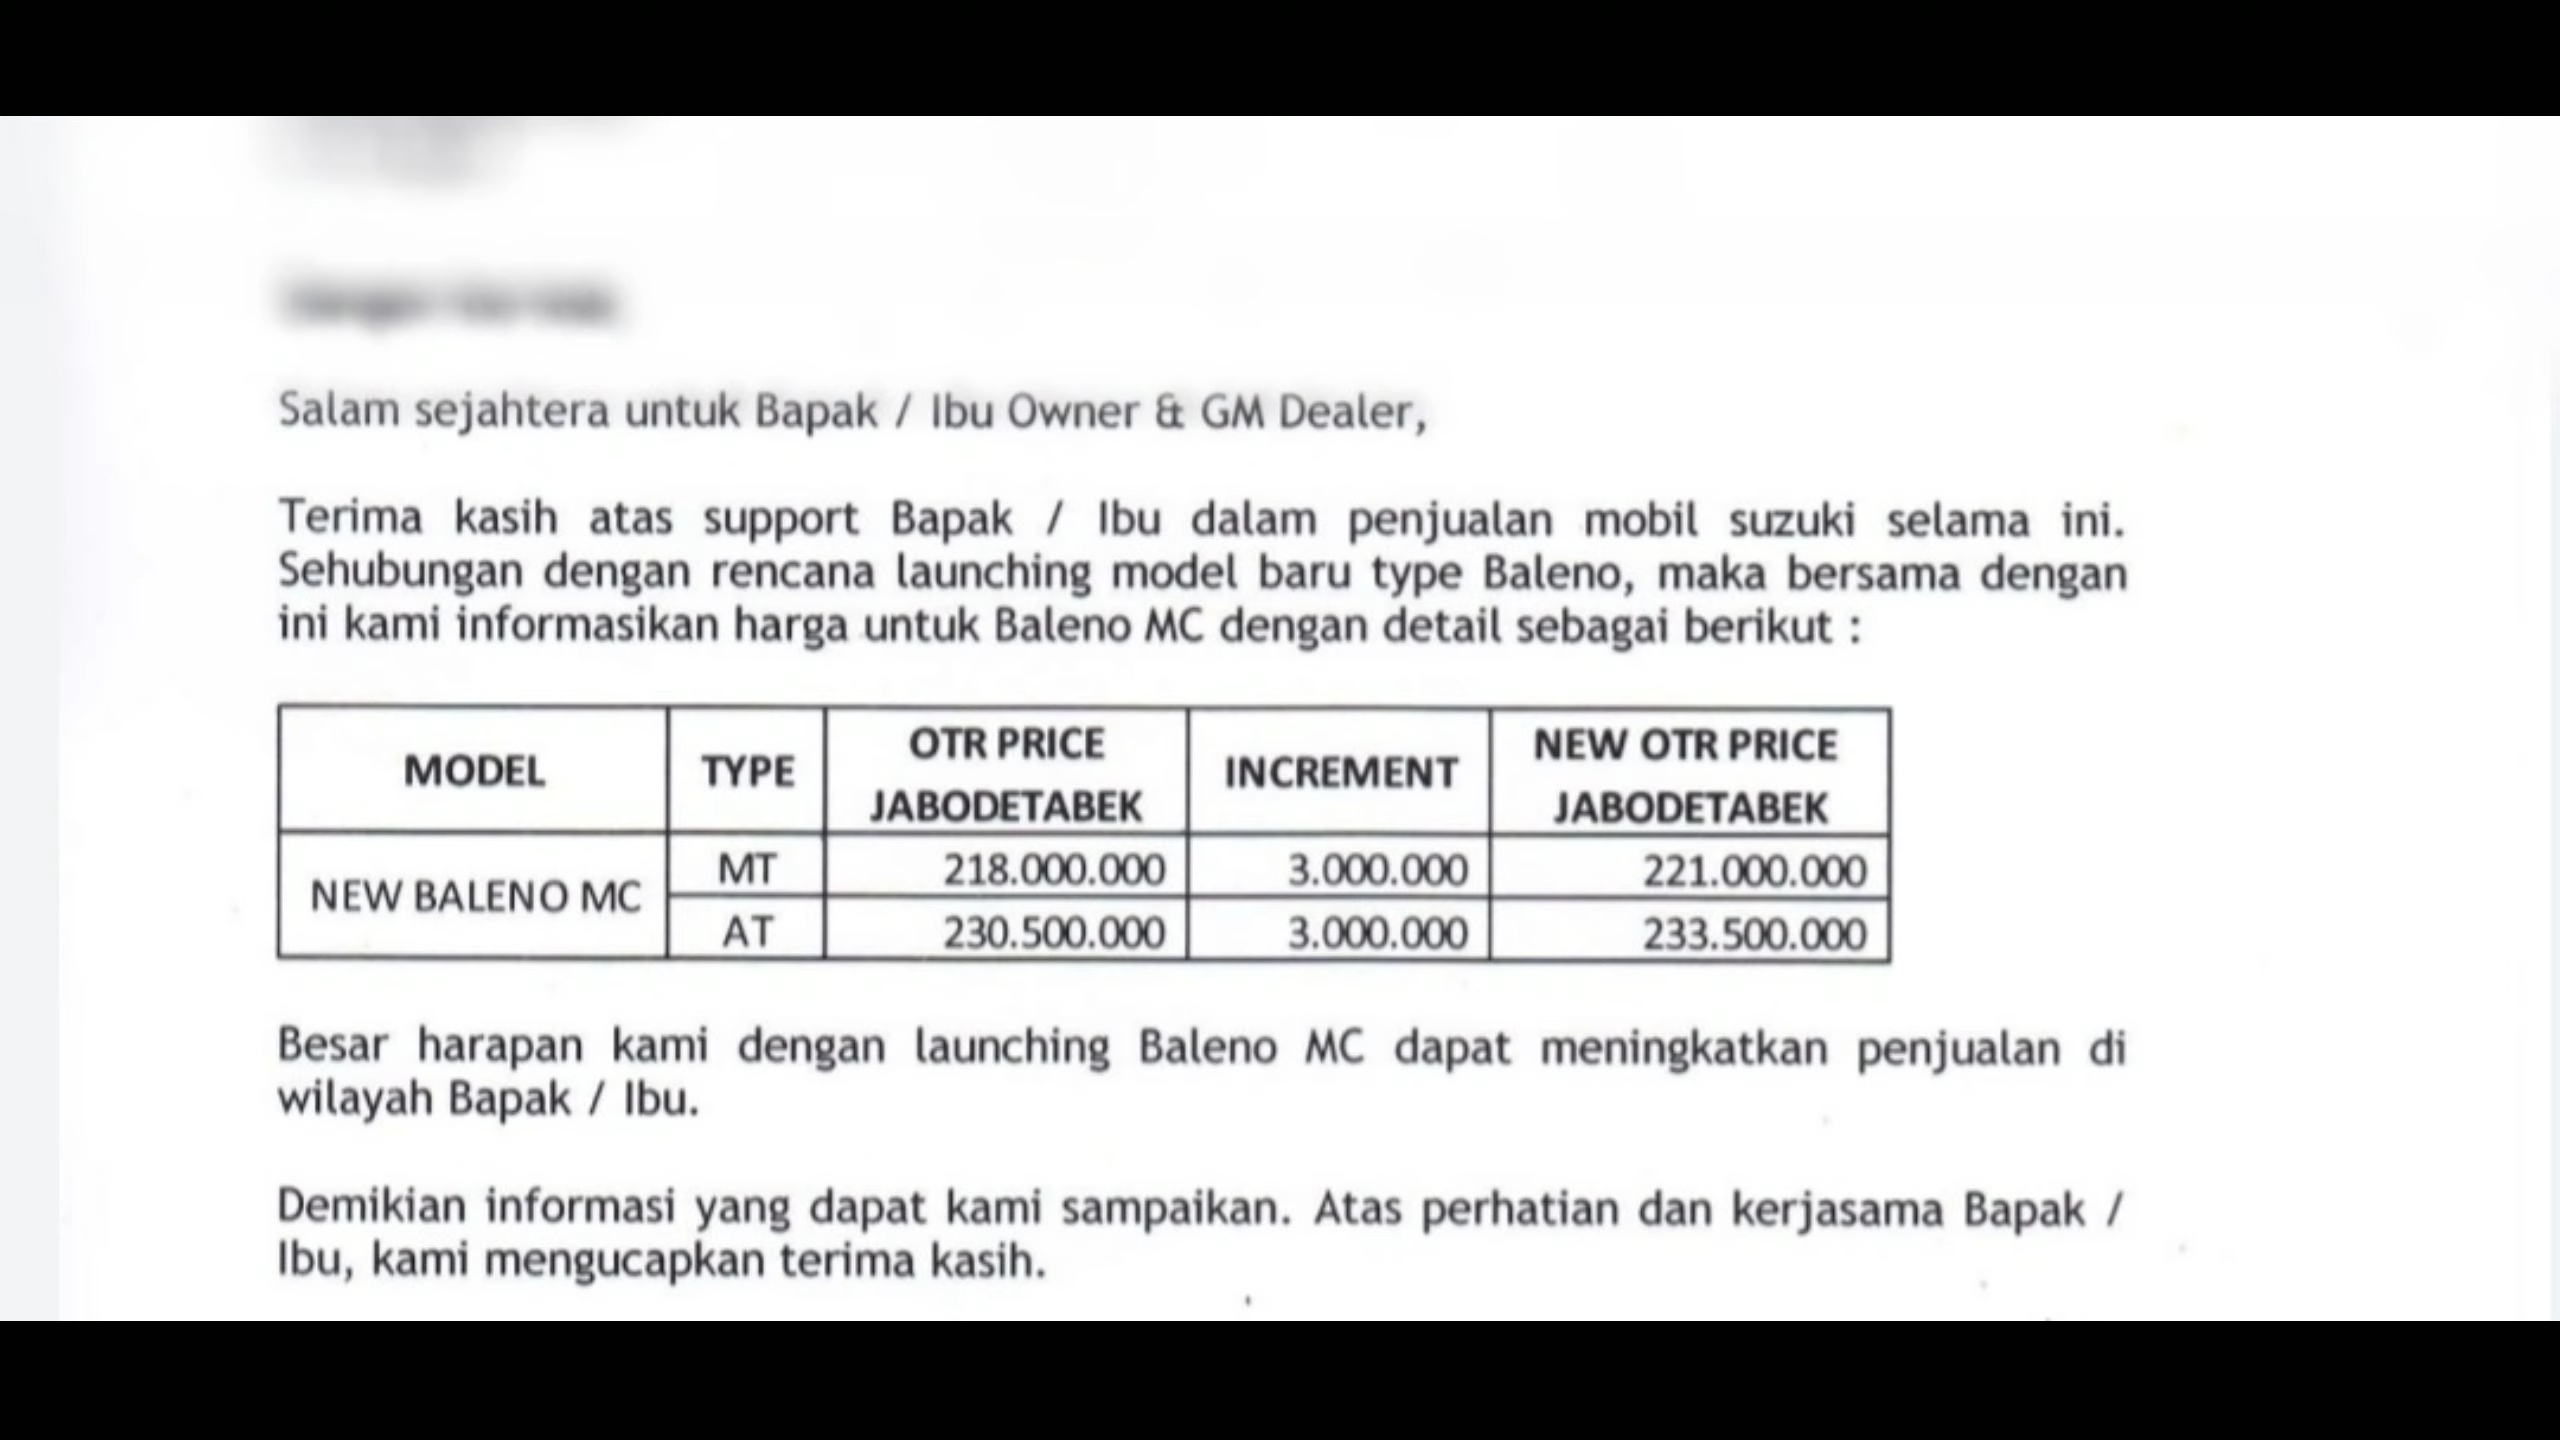 Salam sejahtera untuk Bapak / Ibu Owner & GM Dealer,
Terima kasih atas support Bapak / Ibu dalam penjualan mobil suzuki selama ini.
Sehubungan dengan rencana launching model baru type Baleno, maka bersama dengan
ini kami informasikan harga untuk Baleno MC dengan detail sebagai berikut :
MODEL TYPE OTR PRICE JABODETABEK INCREMENT NEW OTR PRICE JABODETABEK
NEW BALENO MC MT 218.000.000 3.000.000 221.000.000
AT 230.500.000 3.000.000 233.500.000
Besar harapan kami dengan launching Baleno MC dapat meningkatkan penjualan di
wilayah Bapak / Ibu.
Demikian informasi yang dapat kami sampaikan. Atas perhatian dan kerjasama Bapak /
Ibu, kami mengucapkan terima kasih.